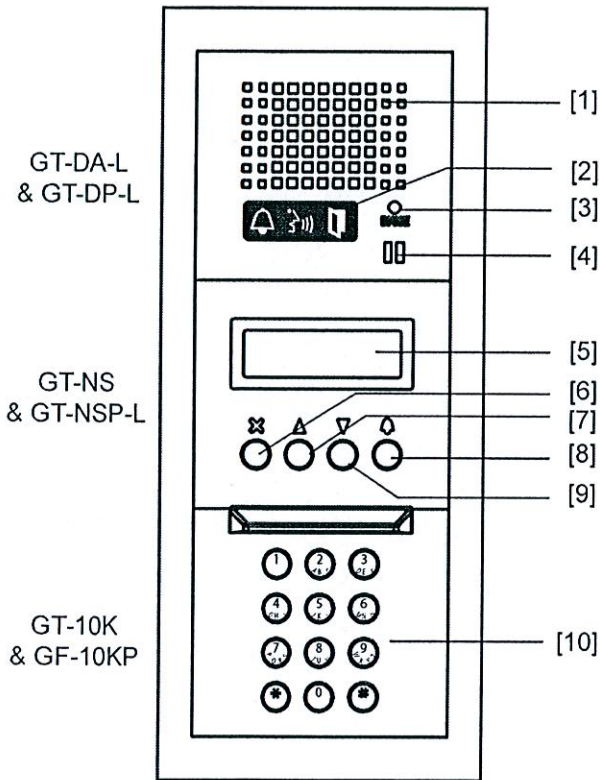 GT-DA-L
& GT-DP-L
[1]
[2]
[3]
[4]
GT-NS
& GT-NSP-L
[5]
[6]
[7]
[8]
[9]
GT-10K
& GF-10KP
1 2 3
4 5 6
7 8 9
* 0 #
[10]